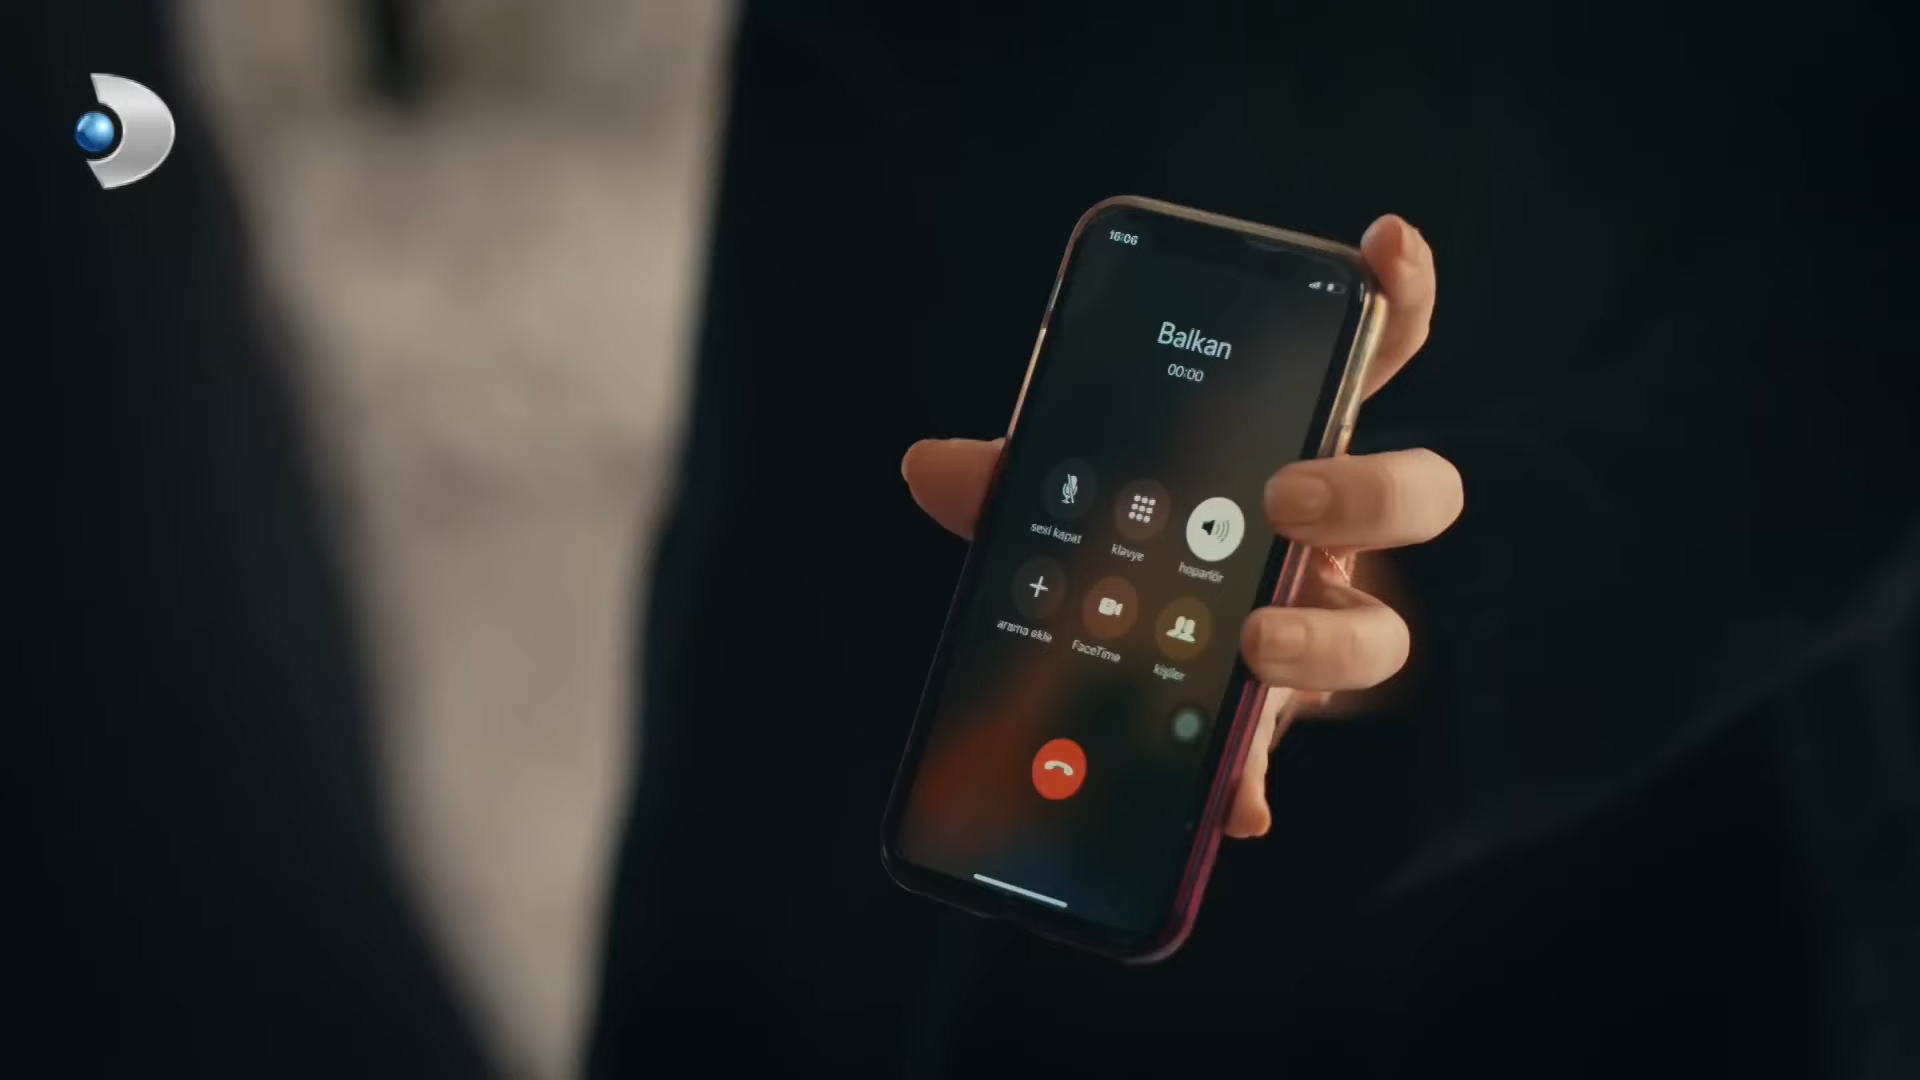 16:06
Balkan
00:00
sesi kapat
klavye
hoparlör
arama ekle
FaceTime
kişiler